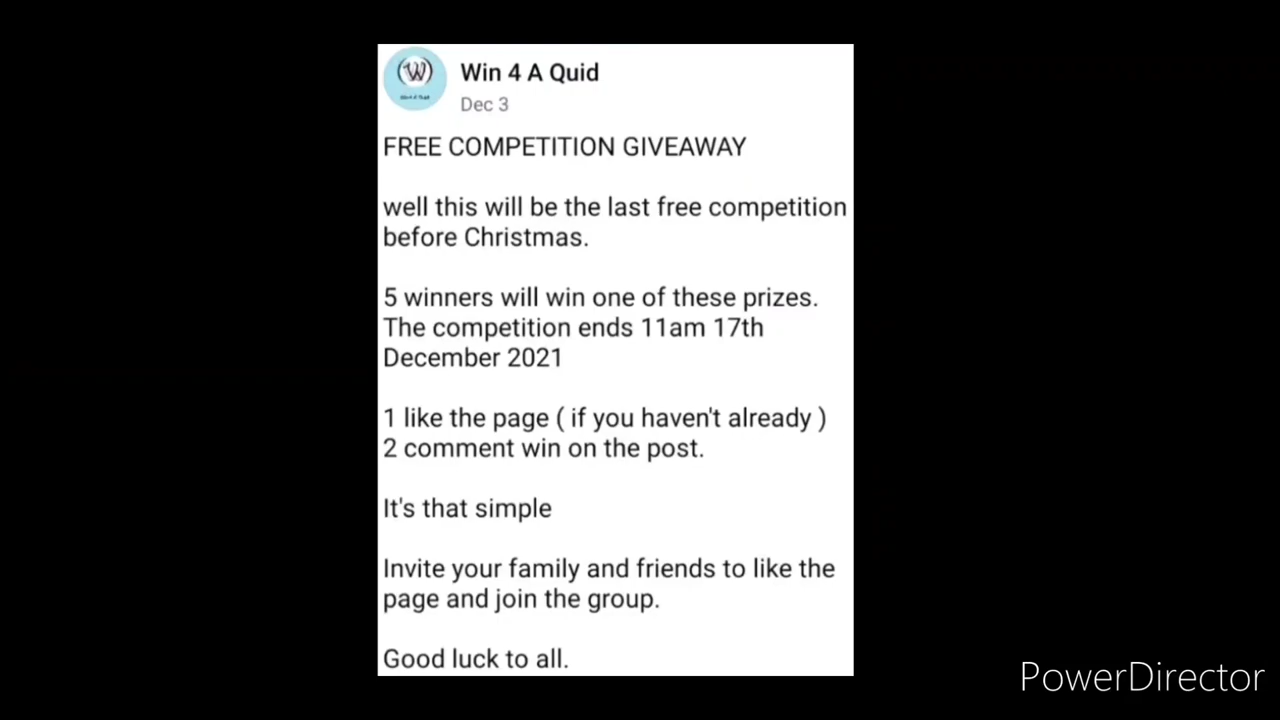 Win 4 A Quid
Dec 3
FREE COMPETITION GIVEAWAY
well this will be the last free competition
before Christmas.
5 winners will win one of these prizes.
The competition ends 11am 17th
December 2021
1 like the page ( if you haven't already )
2 comment win on the post.
It's that simple
Invite your family and friends to like the
page and join the group.
Good luck to all.
PowerDirector